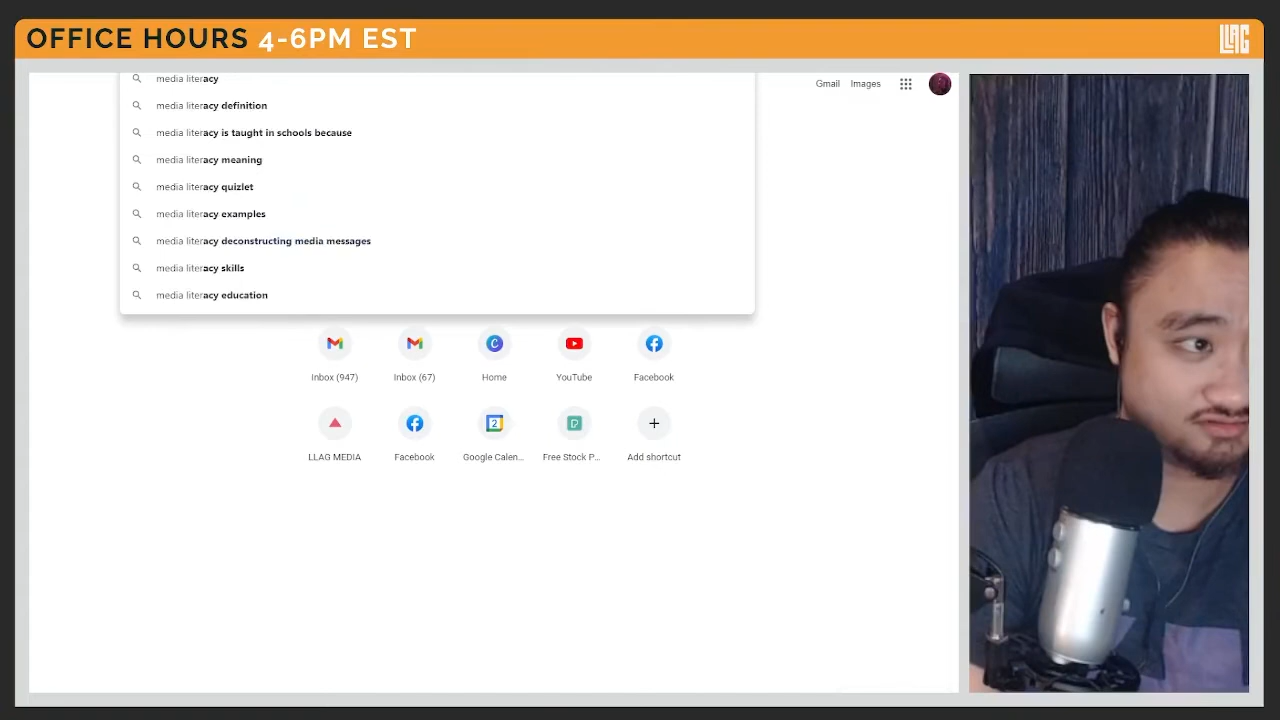 OFFICE HOURS 4-6PM EST
LLAG
media literacy
Gmail Images
media literacy definition
media literacy is taught in schools because
media literacy meaning
media literacy quizlet
media literacy examples
media literacy deconstructing media messages
media literacy skills
media literacy education
Inbox (947) Inbox (67) Home YouTube Facebook
LLAG MEDIA Facebook Google Calen... Free Stock P... Add shortcut